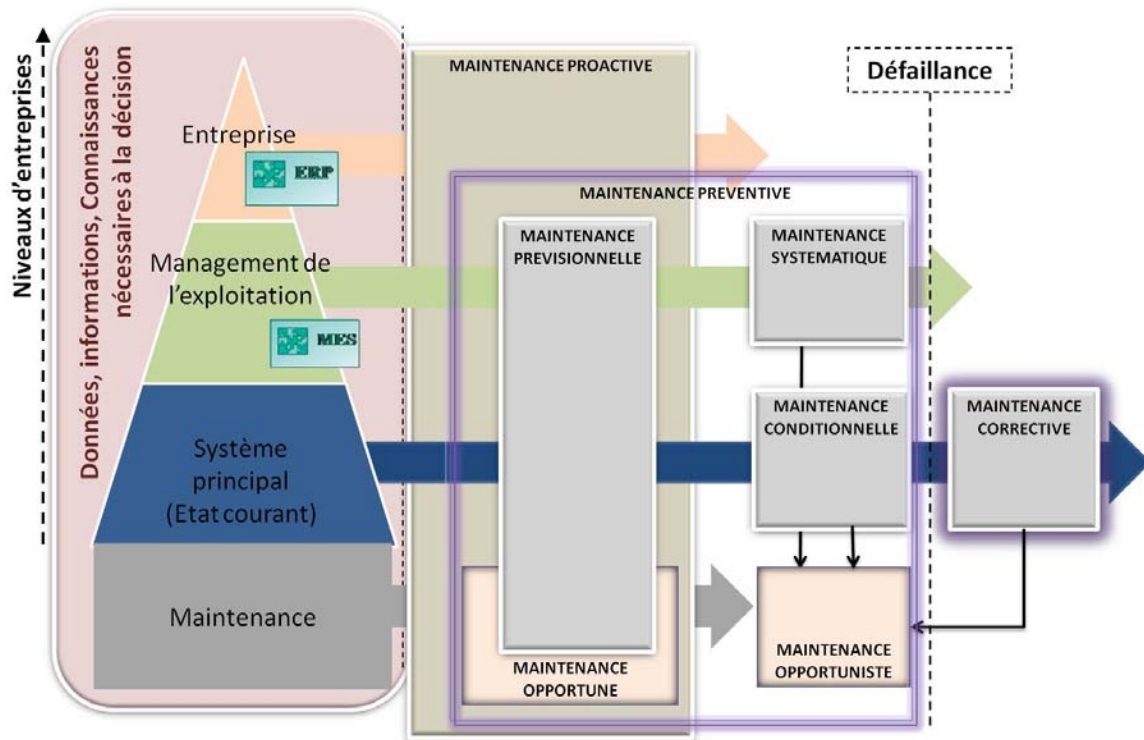 Niveaux d'entreprises
Données, informations, Connaissances
nécessaires à la décision
Entreprise
ERP
Management de
l'exploitation
MES
Système
principal
(Etat courant)
Maintenance
MAINTENANCE PROACTIVE
Défaillance
MAINTENANCE PREVENTIVE
MAINTENANCE
PREVISIONNELLE
MAINTENANCE
SYSTEMATIQUE
MAINTENANCE
CONDITIONNELLE
MAINTENANCE
CORRECTIVE
MAINTENANCE
OPPORTUNE
MAINTENANCE
OPPORTUNISTE